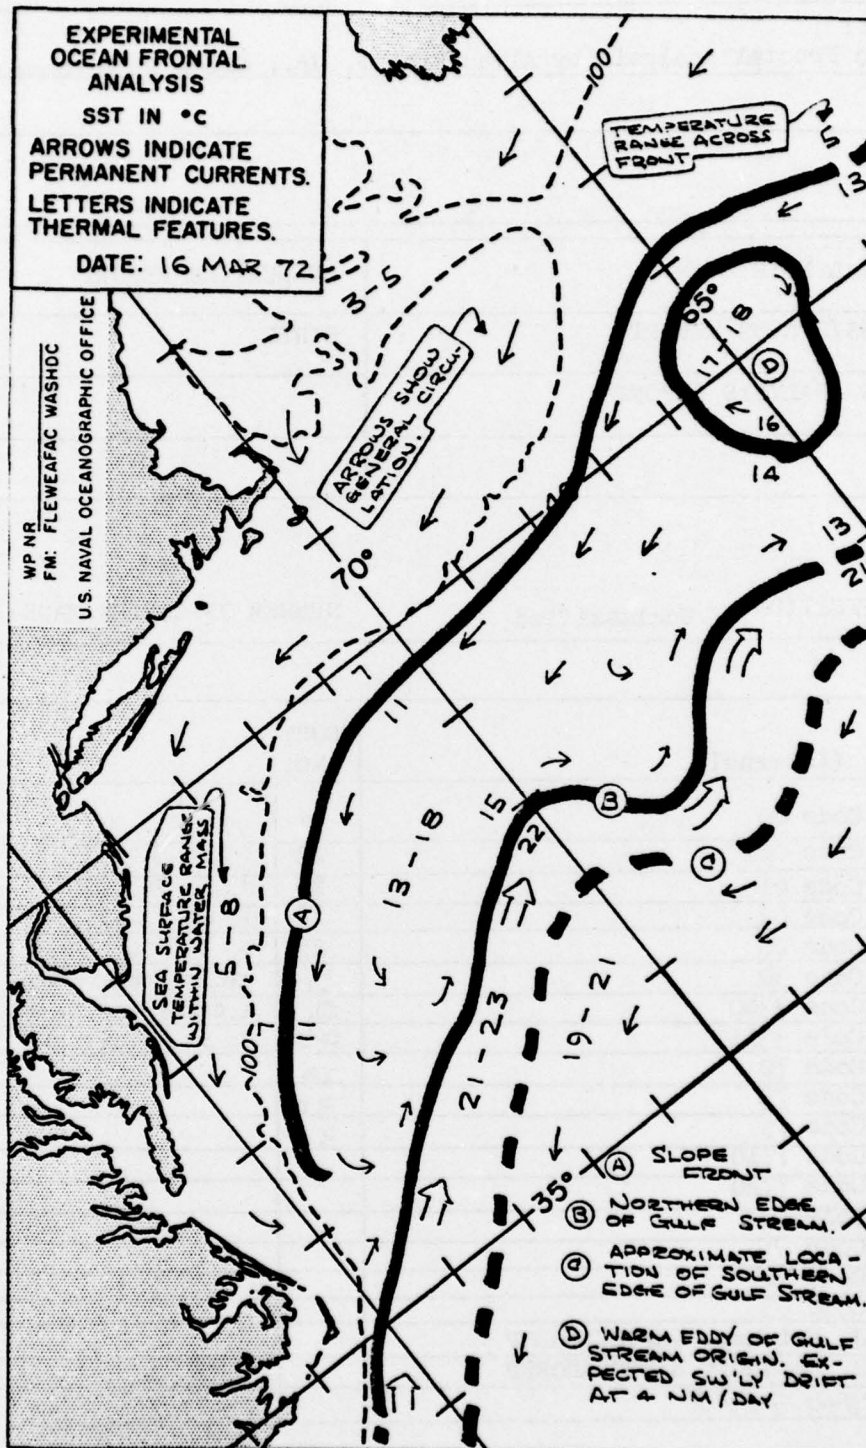 EXPERIMENTAL
OCEAN FRONTAL
ANALYSIS
SST IN °C
ARROWS INDICATE
PERMANENT CURRENTS.
LETTERS INDICATE
THERMAL FEATURES.
DATE: 16 MAR 72
WP NR
FM: FLEWEAFAC WASHDC
U.S. NAVAL OCEANOGRAPHIC OFFICE
100
TEMPERATURE
RANGE ACROSS
FRONT
5
13
3-5
65°
17-18
D
16
14
ARROWS SHOW
GENERAL CIRCU-
LATION.
70°
13
21
7
11
15
22
B
13-18
A
SEA SURFACE
TEMPERATURE RANGE
WITHIN WATER MASS
5-8
C
100
7
11
21-23
19-21
35°
A SLOPE
FRONT
B NORTHERN EDGE
OF GULF STREAM.
C APPROXIMATE LOCA-
TION OF SOUTHERN
EDGE OF GULF STREAM.
D WARM EDDY OF GULF
STREAM ORIGIN. EX-
PECTED SW'LY DRIFT
AT 4 NM/DAY